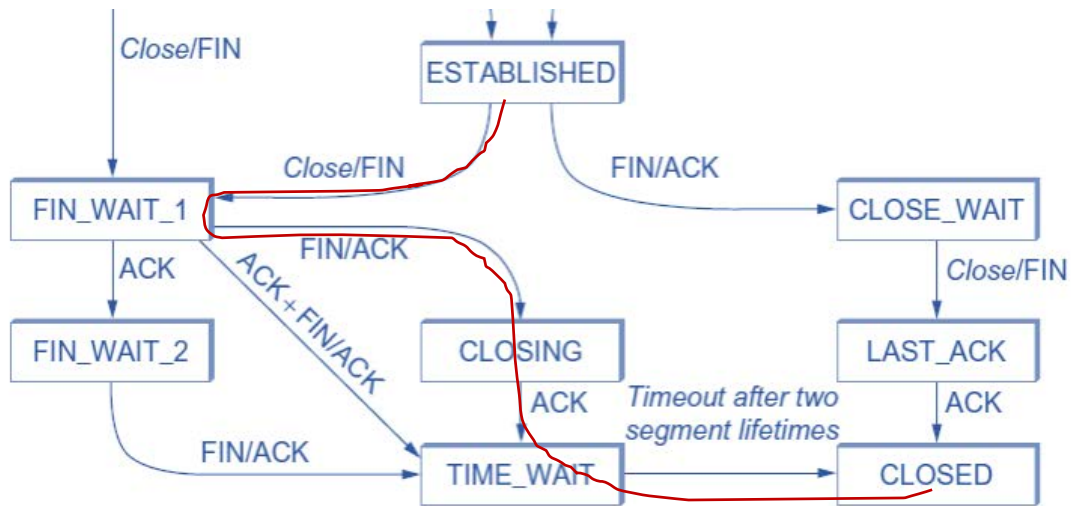 Close/FIN
ESTABLISHED
Close/FIN
FIN/ACK
FIN_WAIT_1
CLOSE_WAIT
FIN/ACK
ACK
ACK+FIN/ACK
Close/FIN
FIN_WAIT_2
CLOSING
LAST_ACK
ACK
Timeout after two
segment lifetimes
ACK
FIN/ACK
TIME_WAIT
CLOSED